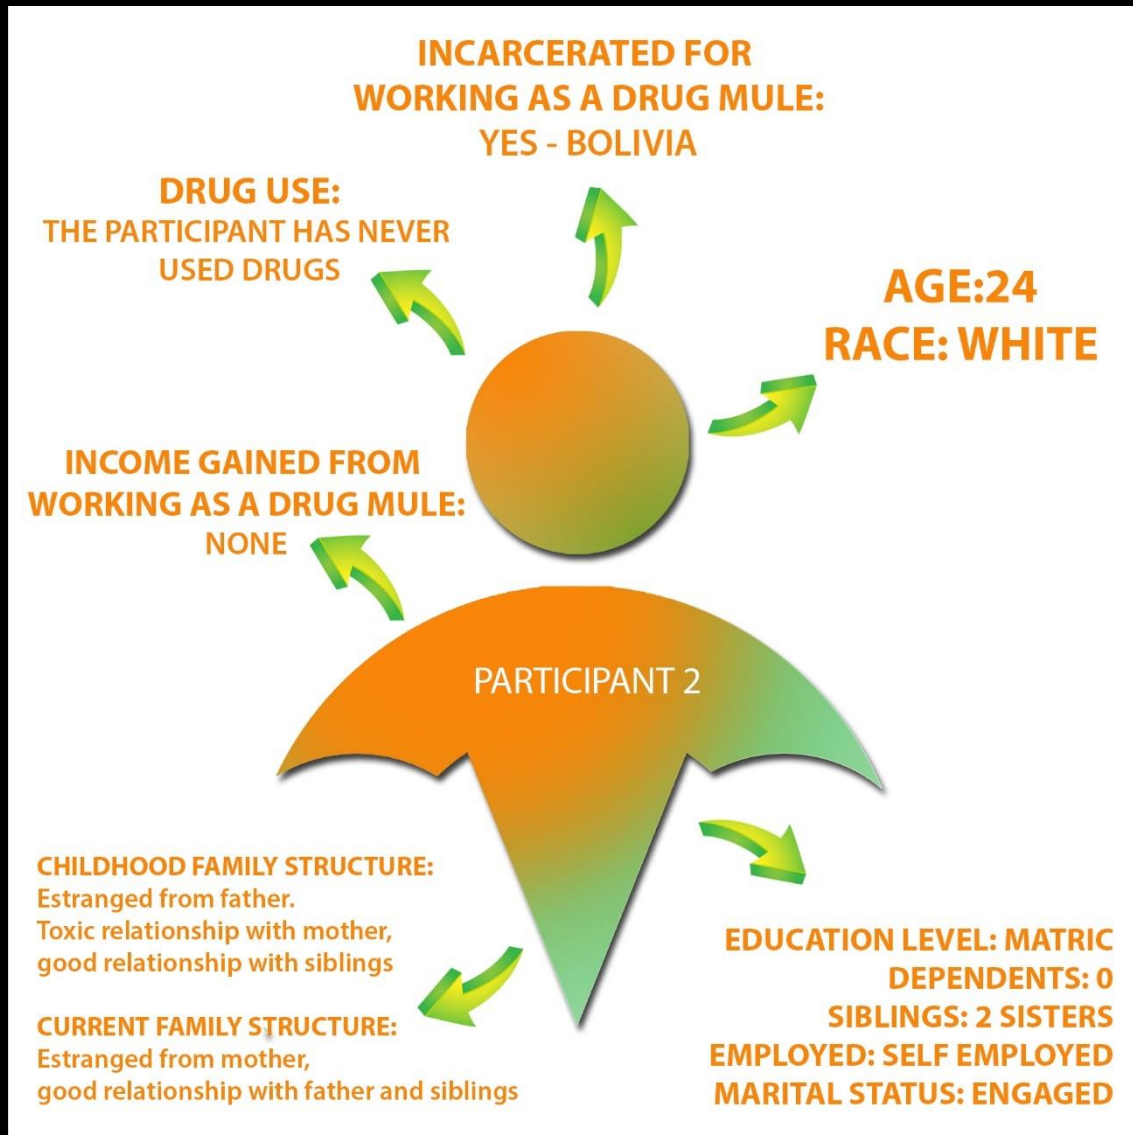 INCARCERATED FOR
WORKING AS A DRUG MULE:
YES - BOLIVIA
DRUG USE:
THE PARTICIPANT HAS NEVER
USED DRUGS
AGE:24
RACE: WHITE
INCOME GAINED FROM
WORKING AS A DRUG MULE:
NONE
PARTICIPANT 2
CHILDHOOD FAMILY STRUCTURE:
Estranged from father.
Toxic relationship with mother,
good relationship with siblings
CURRENT FAMILY STRUCTURE:
Estranged from mother,
good relationship with father and siblings
EDUCATION LEVEL: MATRIC
DEPENDENTS: 0
SIBLINGS: 2 SISTERS
EMPLOYED: SELF EMPLOYED
MARITAL STATUS: ENGAGED